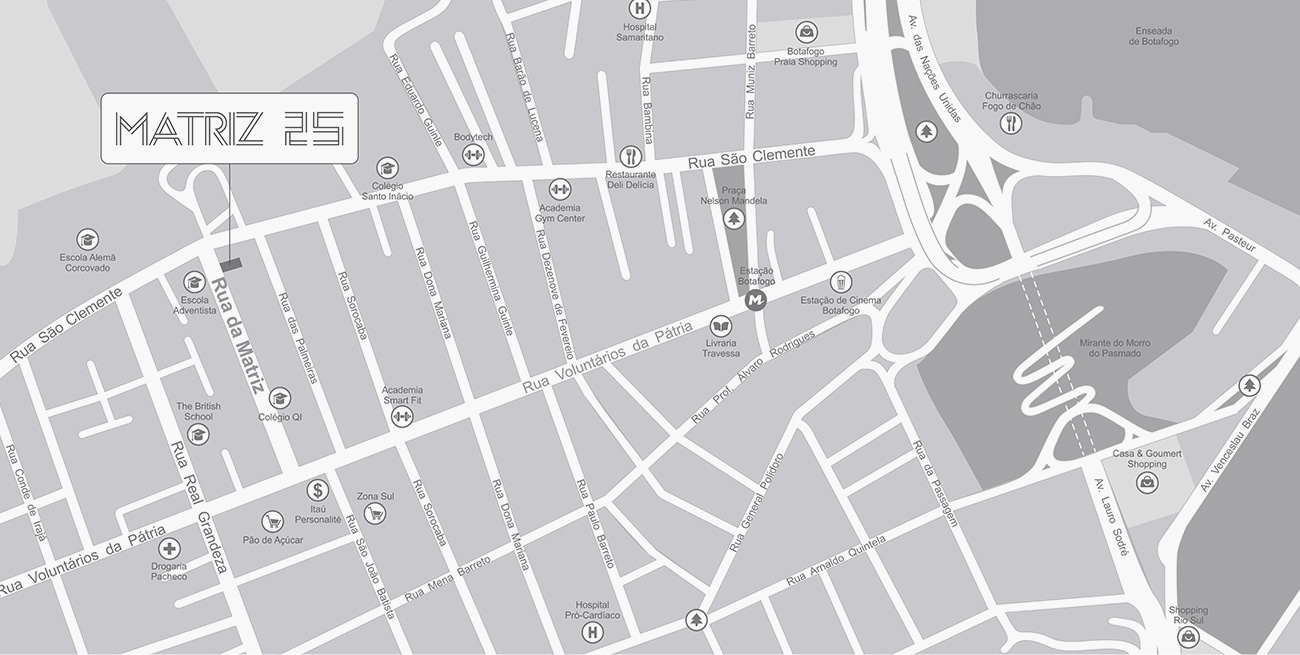 Hospital
Samaritano
Botafogo
Praia Shopping
Av. das Nações Unidas
Enseada
de Botafogo
Rua Eduardo Guinle
Rua Barão de Lucena
Rua Bambina
Rua Muniz Barreto
Churrascaria
Fogo de Chão
MATRIZ 25
Bodytech
Rua São Clemente
Colégio
Santo Inácio
Restaurante
Deli Delícia
Academia
Gym Center
Praça
Nelson Mandela
Av. Pasteur
Escola Alemã
Corcovado
Escola
Adventista
Rua São Clemente
Rua da Matriz
Rua das Palmeiras
Rua Sorocaba
Rua Dona Mariana
Rua Guilhermina Guinle
Rua Dezenove de Fevereiro
Estação
Botafogo
M
Estação de Cinema
Botafogo
Livraria
Travessa
Rua Voluntários da Pátria
Rua Prof. Álvaro Rodrigues
Mirante do Morro
do Pasmado
The British
School
Colégio QI
Academia
Smart Fit
Rua Conde de Irajá
Rua Real Grandeza
$
Itaú
Personalité
Zona Sul
Pão de Açúcar
Rua Voluntários da Pátria
Drogaria
Pacheco
Rua São João Batista
Rua Sorocaba
Rua Mena Barreto
Rua Dona Mariana
Rua Paulo Barreto
Rua General Polidoro
Rua da Passagem
Rua Arnaldo Quintela
Hospital
Pró-Cardíaco
H
Casa & Goumert
Shopping
Av. Lauro Sodré
Av. Venceslau Braz
Shopping
Rio Sul